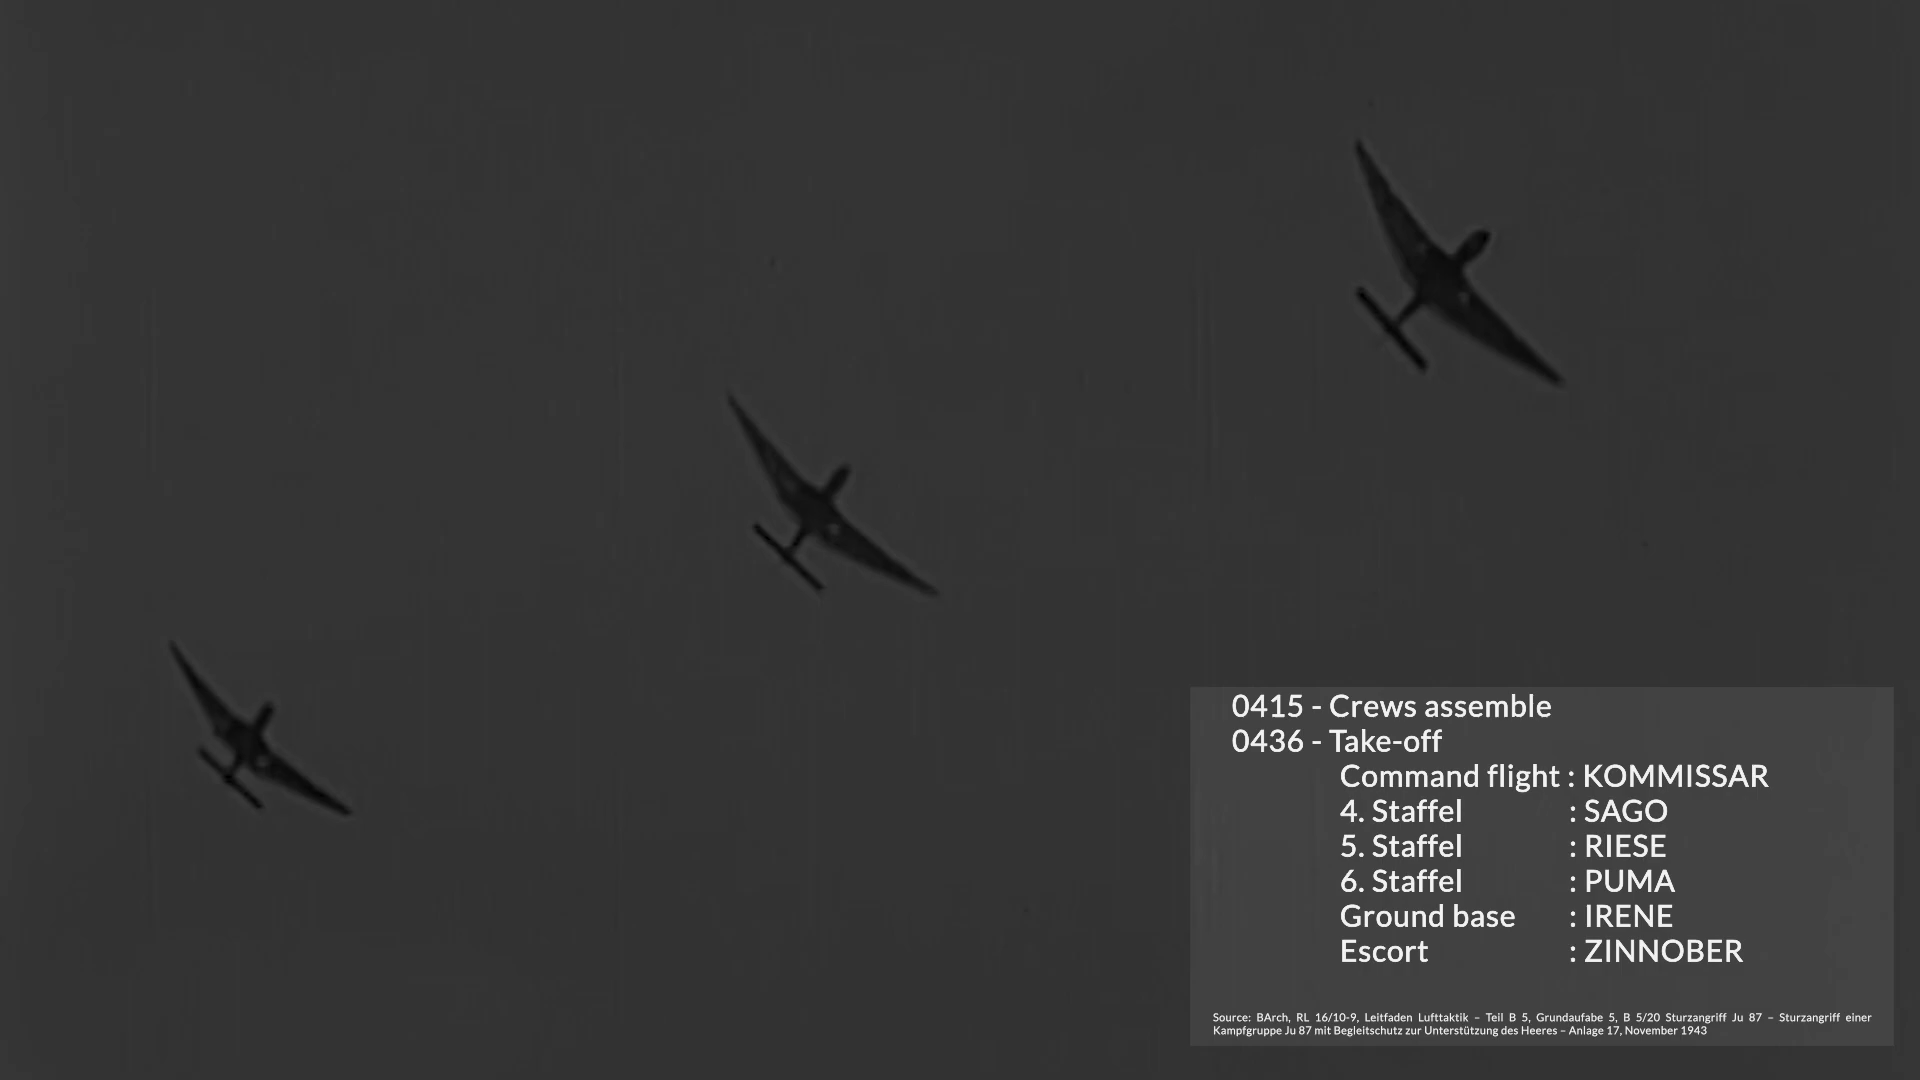 0415 - Crews assemble
0436 - Take-off
Command flight : KOMMISSAR
4. Staffel : SAGO
5. Staffel : RIESE
6. Staffel : PUMA
Ground base : IRENE
Escort : ZINNOBER
Source: BArch, RL 16/10-9, Leitfaden Lufttaktik – Teil B 5, Grundaufabe 5, B 5/20 Sturzangriff Ju 87 – Sturzangriff einer
Kampfgruppe Ju 87 mit Begleitschutz zur Unterstützung des Heeres – Anlage 17, November 1943